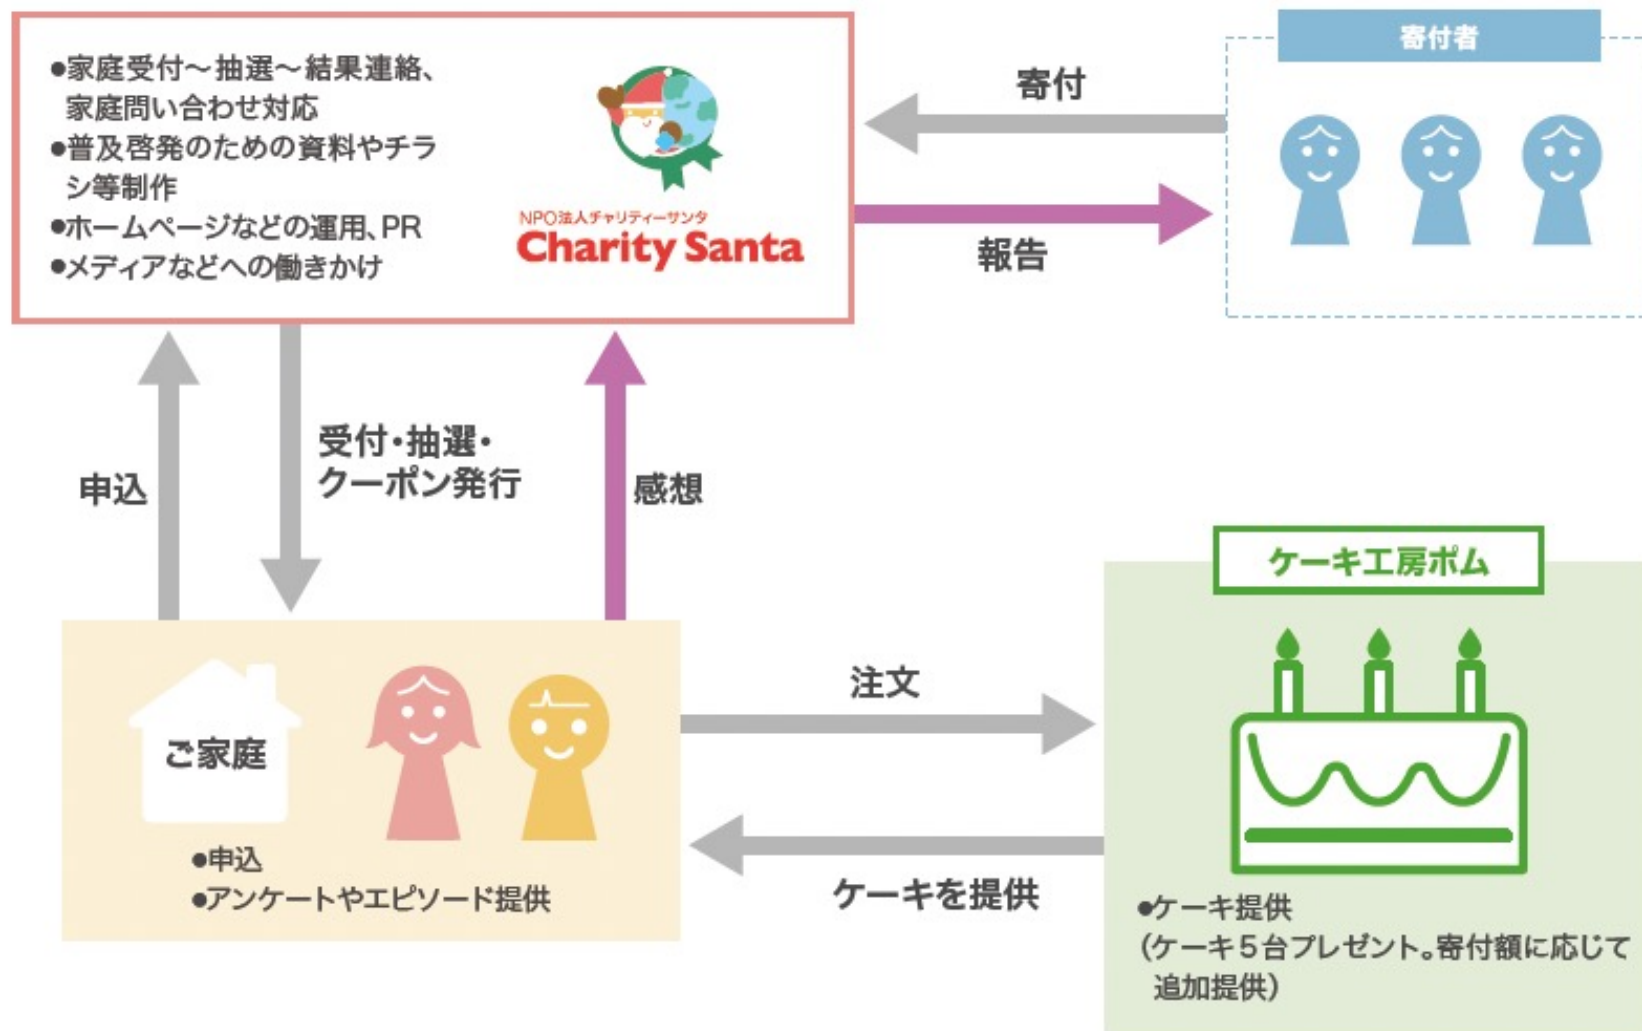 ●家庭受付～抽選～結果連絡、
家庭問い合わせ対応
●普及啓発のための資料やチラ
シ等制作
●ホームページなどの運用、PR
●メディアなどへの働きかけ
NPO法人チャリティーサンタ
Charity Santa
寄付
報告
寄付者
申込
受付・抽選・
クーポン発行
感想
ご家庭
●申込
●アンケートやエピソード提供
注文
ケーキを提供
ケーキ工房ポム
●ケーキ提供
(ケーキ5台プレゼント。寄付額に応じて
追加提供)